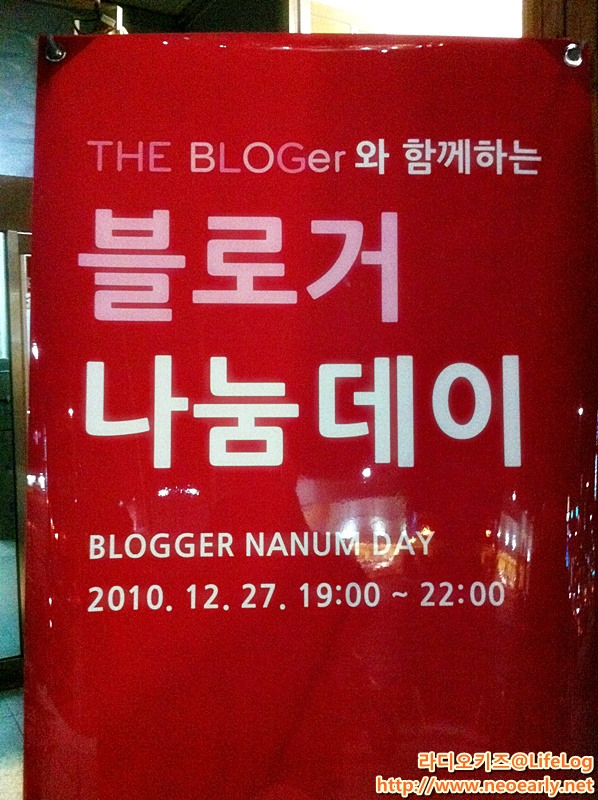 THE BLOGer와 함께하는
블로거
나눔데이
BLOGGER NANUM DAY
2010. 12. 27. 19:00 ~ 22:00
라디오키즈@LifeLog
http://www.neoearly.net